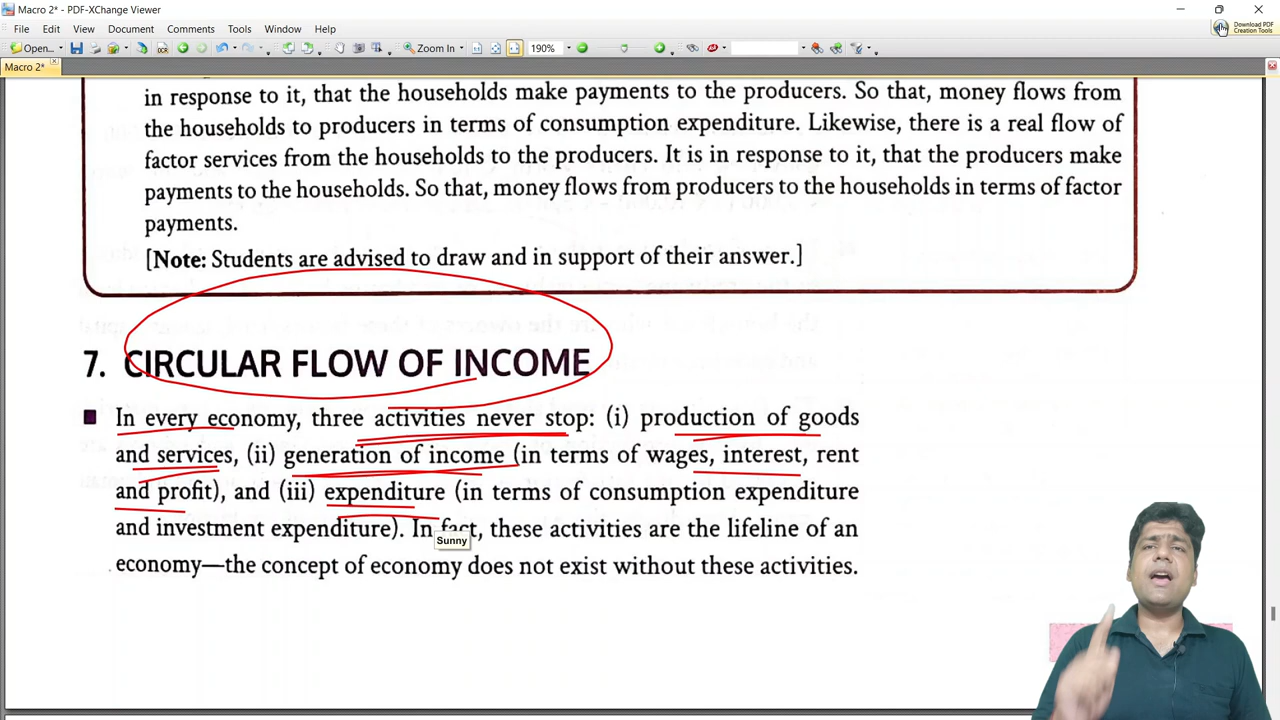 Macro 2* - PDF-XChange Viewer
File Edit View Document Comments Tools Window Help
Download PDF
Creation Tools
Open... OCR Zoom In 190%
Macro 2*
in response to it, that the households make payments to the producers. So that, money flows from
the households to producers in terms of consumption expenditure. Likewise, there is a real flow of
factor services from the households to the producers. It is in response to it, that the producers make
payments to the households. So that, money flows from producers to the households in terms of factor
payments.
[Note: Students are advised to draw and in support of their answer.]
7. CIRCULAR FLOW OF INCOME
In every economy, three activities never stop: (i) production of goods
and services, (ii) generation of income (in terms of wages, interest, rent
and profit), and (iii) expenditure (in terms of consumption expenditure
and investment expenditure). In fact, these activities are the lifeline of an
Sunny
economy—the concept of economy does not exist without these activities.